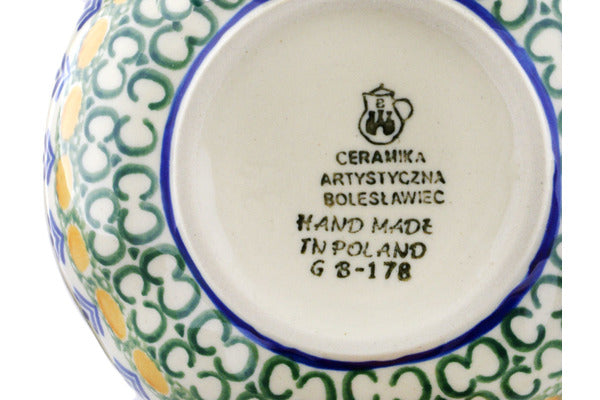 CERAMIKA
ARTYSTYCZNA
BOLESŁAWIEC
HAND MADE
IN POLAND
G B-178